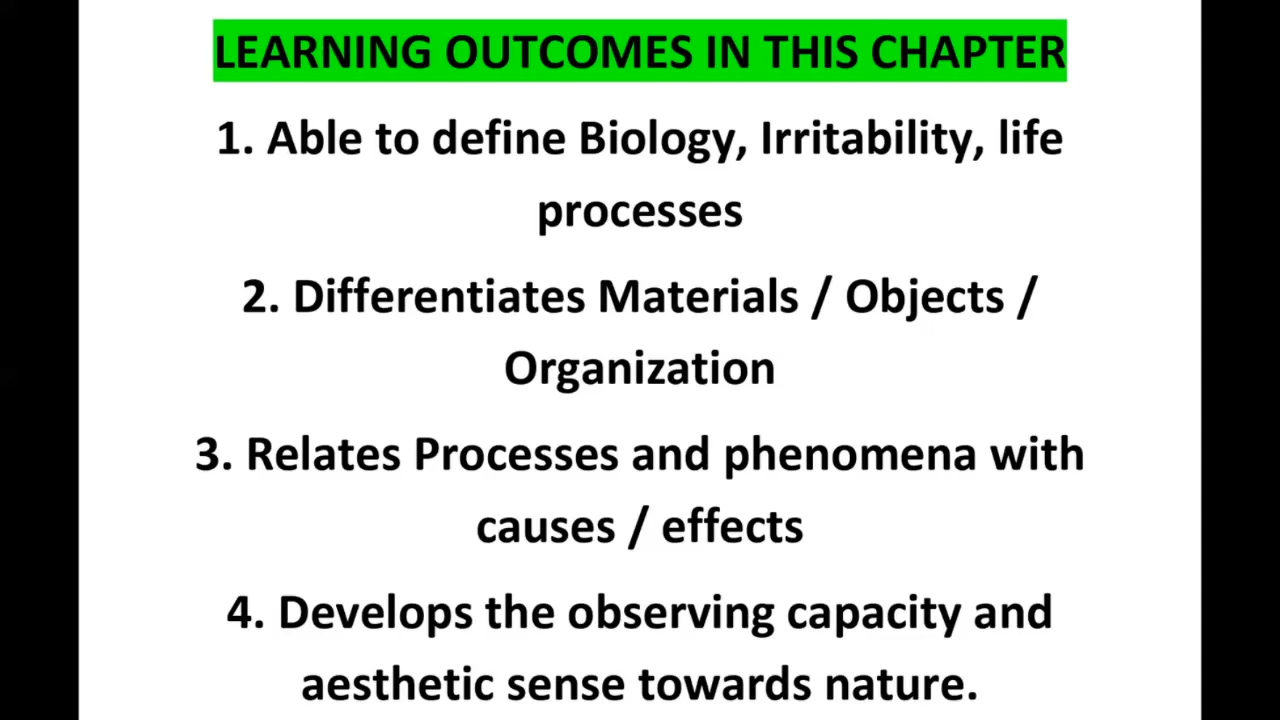 LEARNING OUTCOMES IN THIS CHAPTER
1. Able to define Biology, Irritability, life
processes
2. Differentiates Materials / Objects /
Organization
3. Relates Processes and phenomena with
causes / effects
4. Develops the observing capacity and
aesthetic sense towards nature.